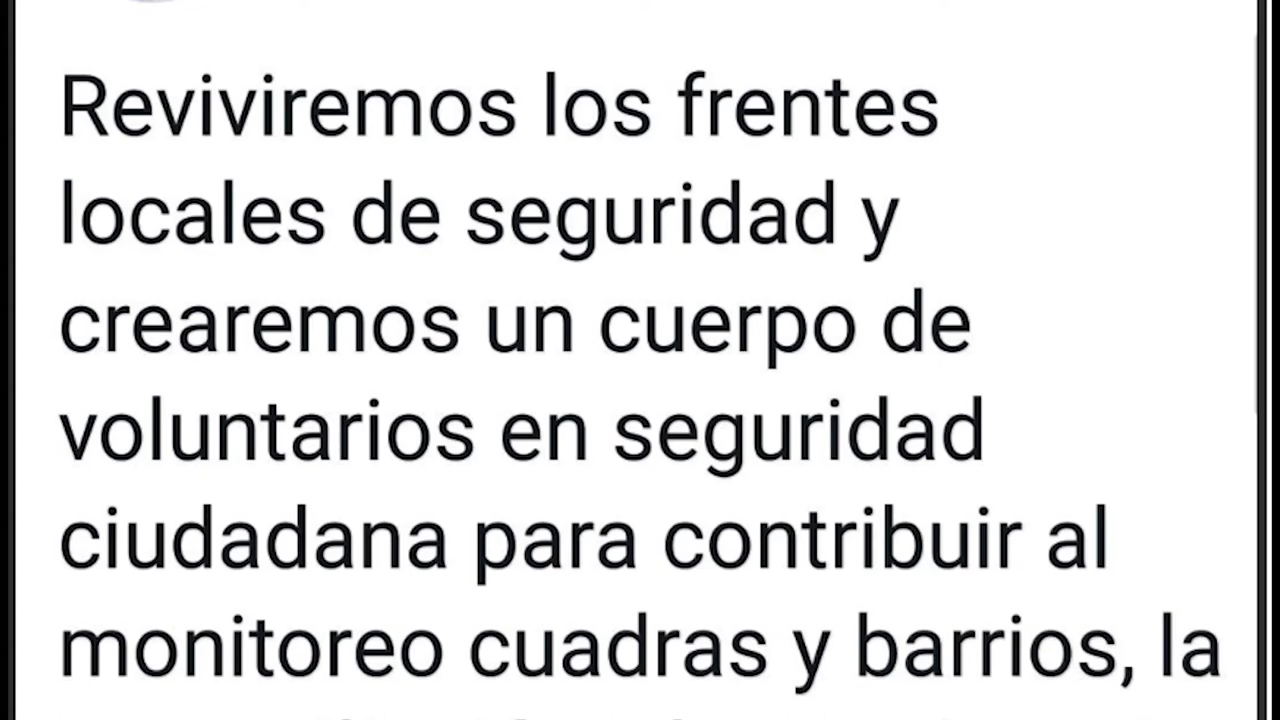 Reviviremos los frentes
locales de seguridad y
crearemos un cuerpo de
voluntarios en seguridad
ciudadana para contribuir al
monitoreo cuadras y barrios, la